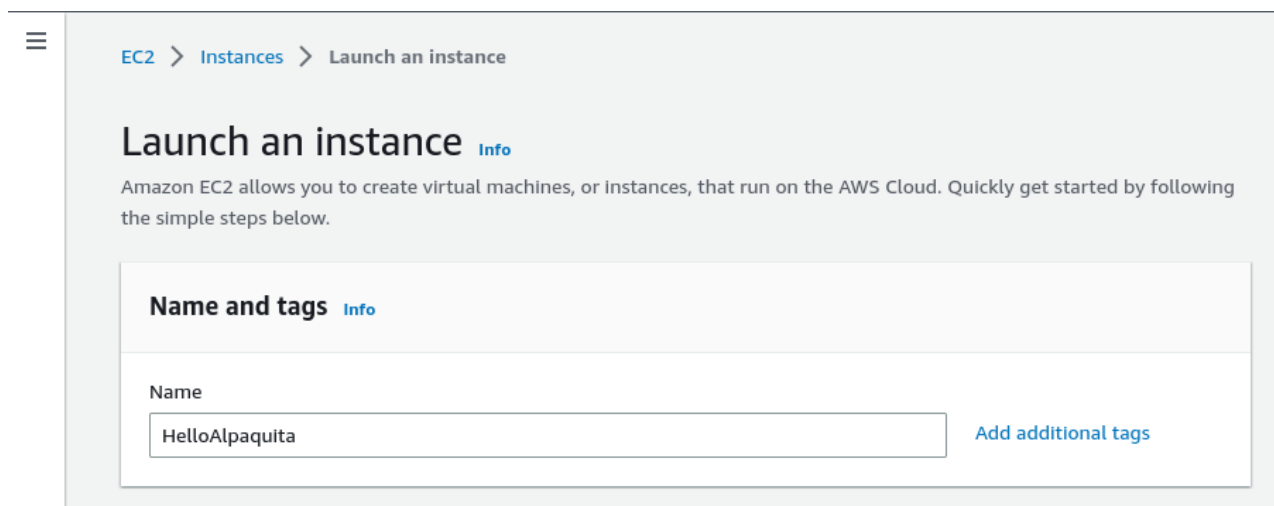 EC2 > Instances > Launch an instance
Launch an instance Info
Amazon EC2 allows you to create virtual machines, or instances, that run on the AWS Cloud. Quickly get started by following
the simple steps below.
Name and tags Info
Name
HelloAlpaquita
Add additional tags